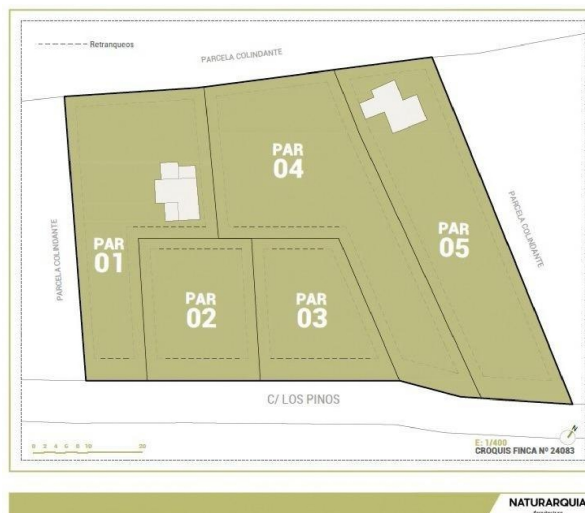 Retranqueos
PARCELA COLINDANTE
PAR
04
PAR
01
PAR
05
PAR
02
PAR
03
PARCELA COLINDANTE
PARCELA COLINDANTE
C/ LOS PINOS
0 2 4 6 8 10 20
N
E: 1/400
CROQUIS FINCA Nº 24083
NATURARQUIA